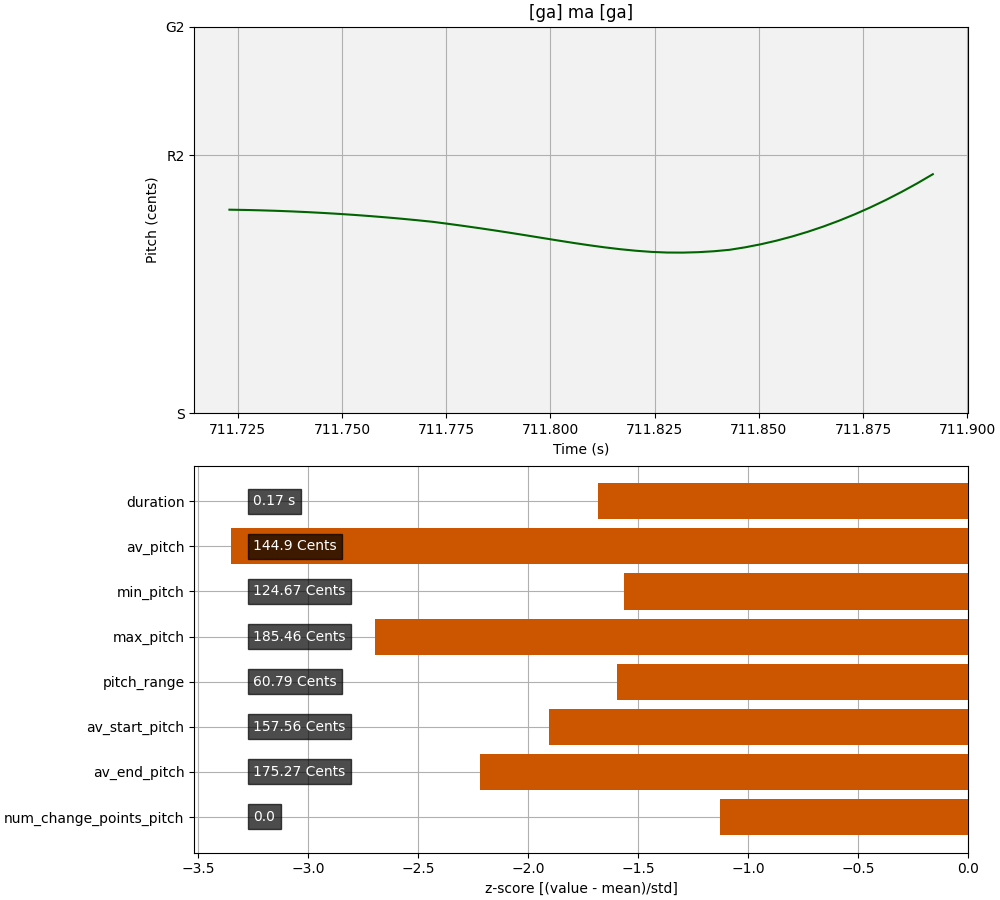 [ga] ma [ga]
G2
R2
S
Pitch (cents)
711.725 711.750 711.775 711.800 711.825 711.850 711.875 711.900
Time (s)
duration 0.17 s
av_pitch 144.9 Cents
min_pitch 124.67 Cents
max_pitch 185.46 Cents
pitch_range 60.79 Cents
av_start_pitch 157.56 Cents
av_end_pitch 175.27 Cents
num_change_points_pitch 0.0
−3.5 −3.0 −2.5 −2.0 −1.5 −1.0 −0.5 0.0
z-score [(value - mean)/std]